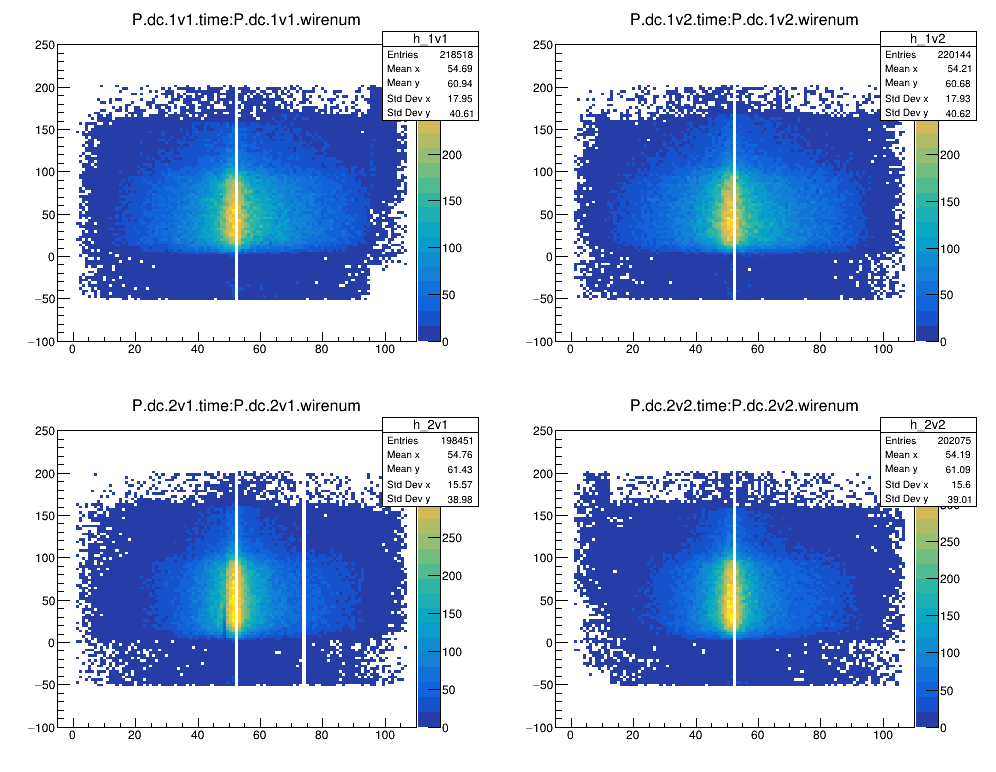 P.dc.1v1.time:P.dc.1v1.wirenum
h_1v1
Entries 218518
Mean x 54.69
Mean y 60.94
Std Dev x 17.95
Std Dev y 40.61
250
200
150
100
50
0
−50
−100
0 20 40 60 80 100
200
150
100
50
0
P.dc.1v2.time:P.dc.1v2.wirenum
h_1v2
Entries 220144
Mean x 54.21
Mean y 60.68
Std Dev x 17.93
Std Dev y 40.62
250
200
150
100
50
0
−50
−100
0 20 40 60 80 100
200
150
100
50
0
P.dc.2v1.time:P.dc.2v1.wirenum
h_2v1
Entries 198451
Mean x 54.76
Mean y 61.43
Std Dev x 15.57
Std Dev y 38.98
250
200
150
100
50
0
−50
−100
0 20 40 60 80 100
250
200
150
100
50
0
P.dc.2v2.time:P.dc.2v2.wirenum
h_2v2
Entries 202075
Mean x 54.19
Mean y 61.09
Std Dev x 15.6
Std Dev y 39.01
250
200
150
100
50
0
−50
−100
0 20 40 60 80 100
250
200
150
100
50
0